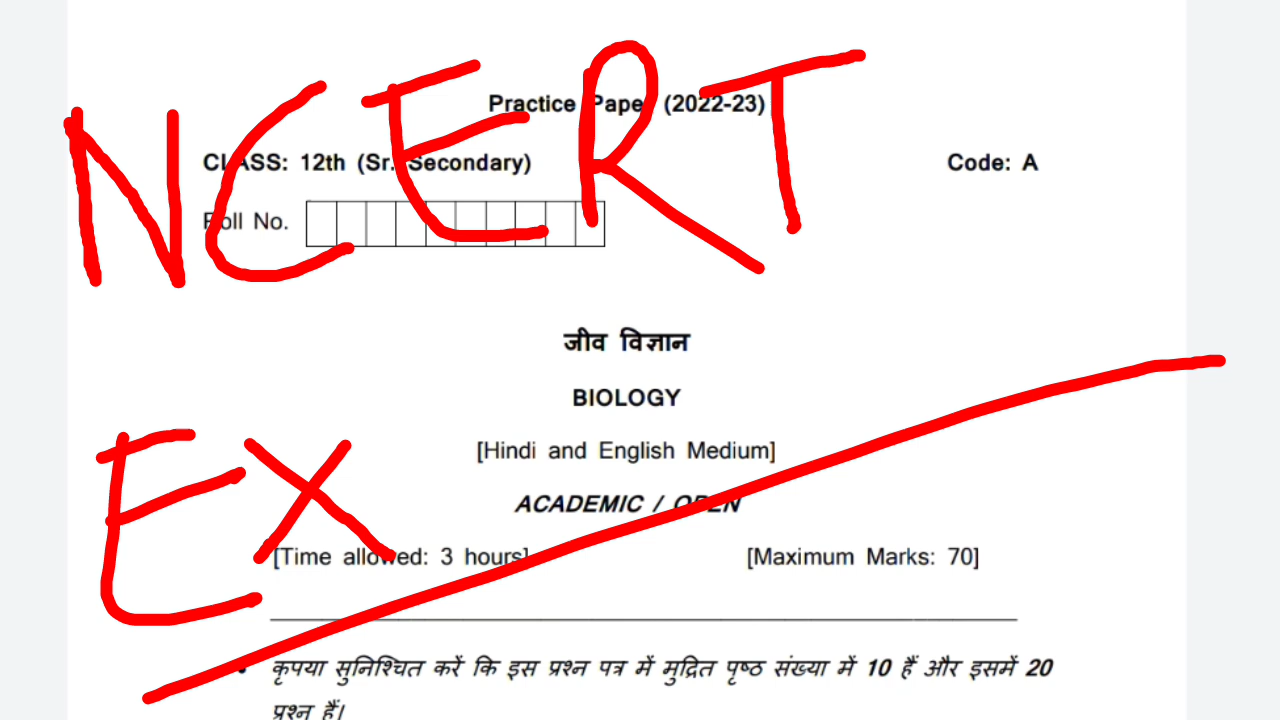 NCERT
Practice Paper (2022-23)
CLASS: 12th (Sr. Secondary) Code: A
Roll No.
जीव विज्ञान
BIOLOGY
[Hindi and English Medium]
ACADEMIC / OPEN
EX
[Time allowed: 3 hours] [Maximum Marks: 70]
• कृपया सुनिश्चित करें कि इस प्रश्न पत्र में मुद्रित पृष्ठ संख्या में 10 हैं और इसमें 20
प्रश्न हैं।